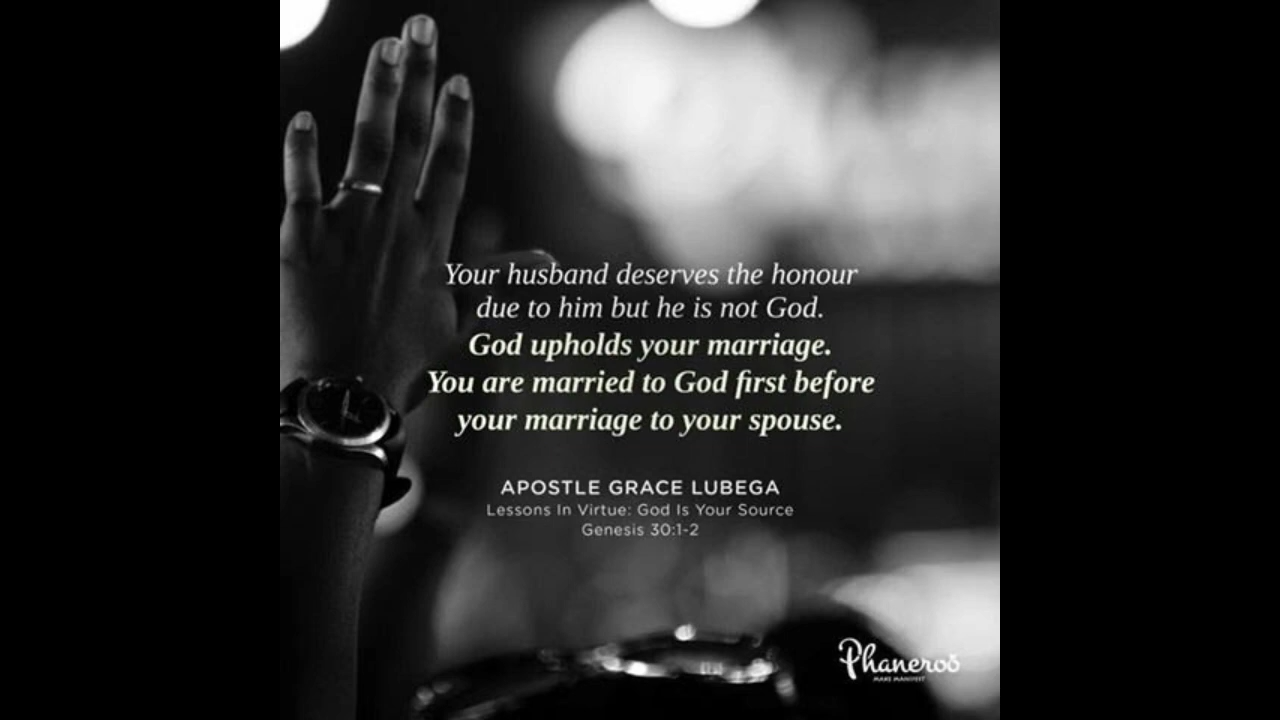 Your husband deserves the honour
due to him but he is not God.
God upholds your marriage.
You are married to God first before
your marriage to your spouse.
APOSTLE GRACE LUBEGA
Lessons In Virtue: God Is Your Source
Genesis 30:1-2
Phaneroo
MAKE MANIFEST